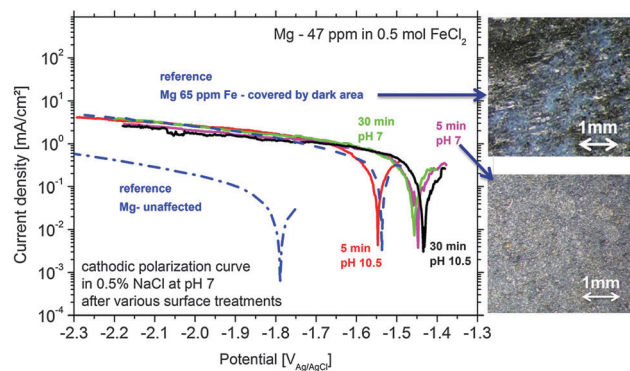 Mg - 47 ppm in 0.5 mol FeCl₂
reference
Mg 65 ppm Fe - covered by dark area
30 min
pH 7
5 min
pH 7
reference
Mg- unaffected
5 min
pH 10.5
30 min
pH 10.5
cathodic polarization curve
in 0.5% NaCl at pH 7
after various surface treatments
Current density [mA/cm²]
10²
10¹
10⁰
10⁻¹
10⁻²
10⁻³
10⁻⁴
-2.3 -2.2 -2.1 -2.0 -1.9 -1.8 -1.7 -1.6 -1.5 -1.4 -1.3
Potential [V_Ag/AgCl]
1mm
1mm